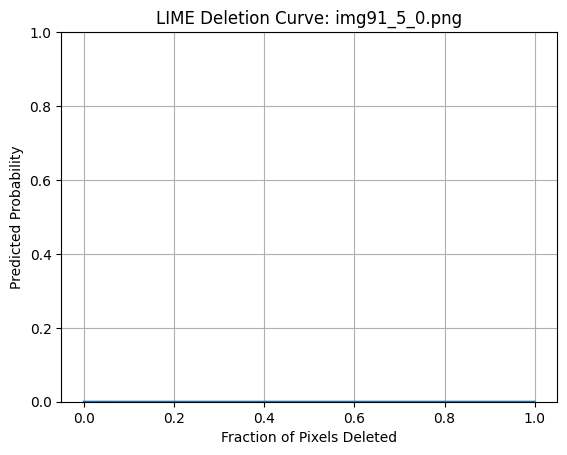 LIME Deletion Curve: img91_5_0.png
1.0
0.8
0.6
0.4
0.2
0.0
Predicted Probability
0.0 0.2 0.4 0.6 0.8 1.0
Fraction of Pixels Deleted